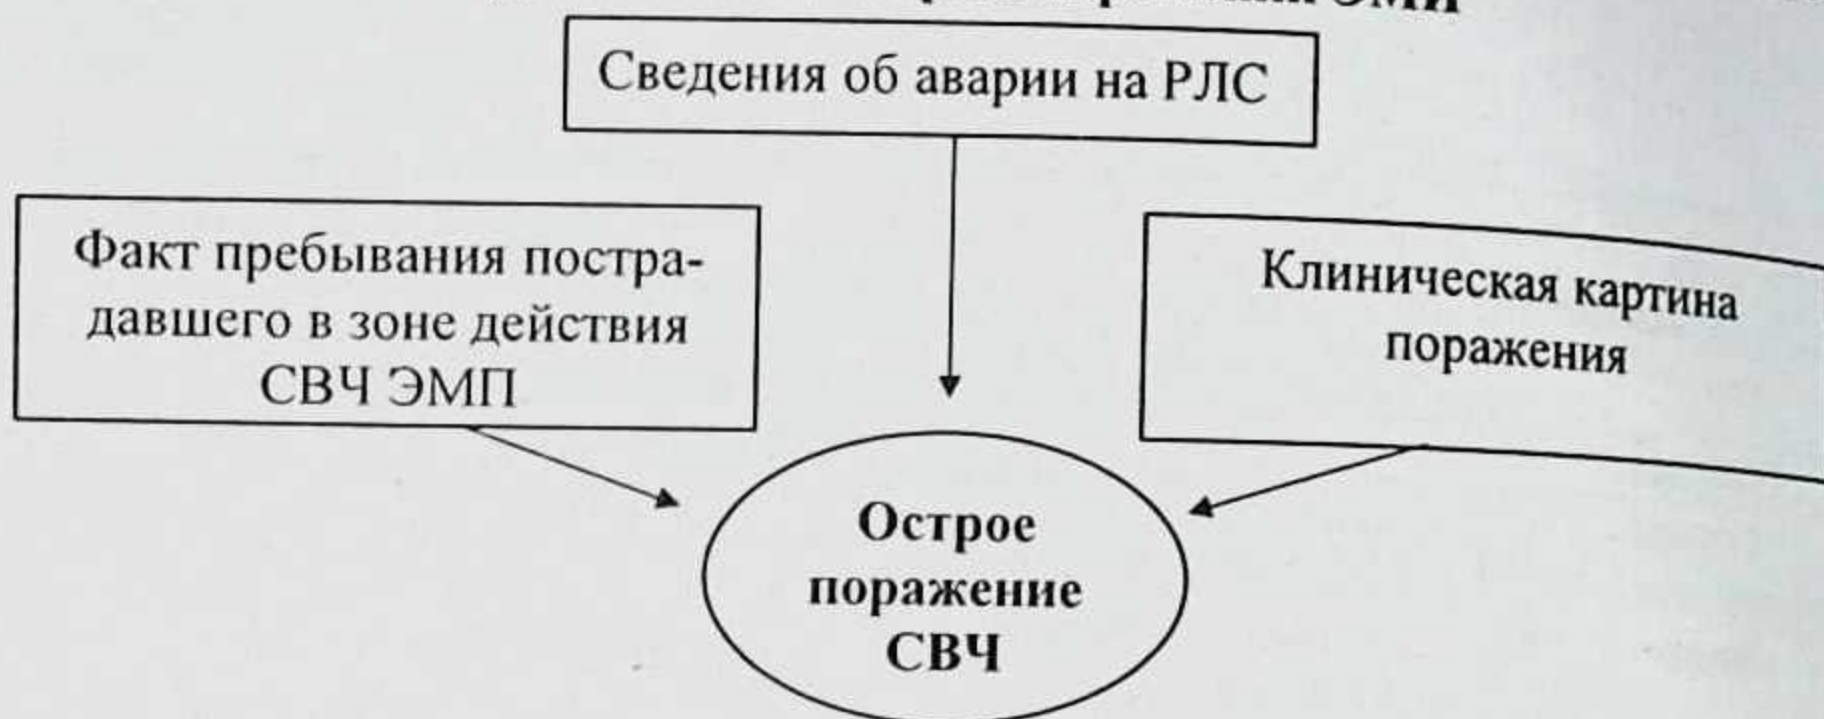 ЭМИ
Сведения об аварии на РЛС
Факт пребывания постра-
давшего в зоне действия
СВЧ ЭМП
Клиническая картина
поражения
Острое
поражение
СВЧ